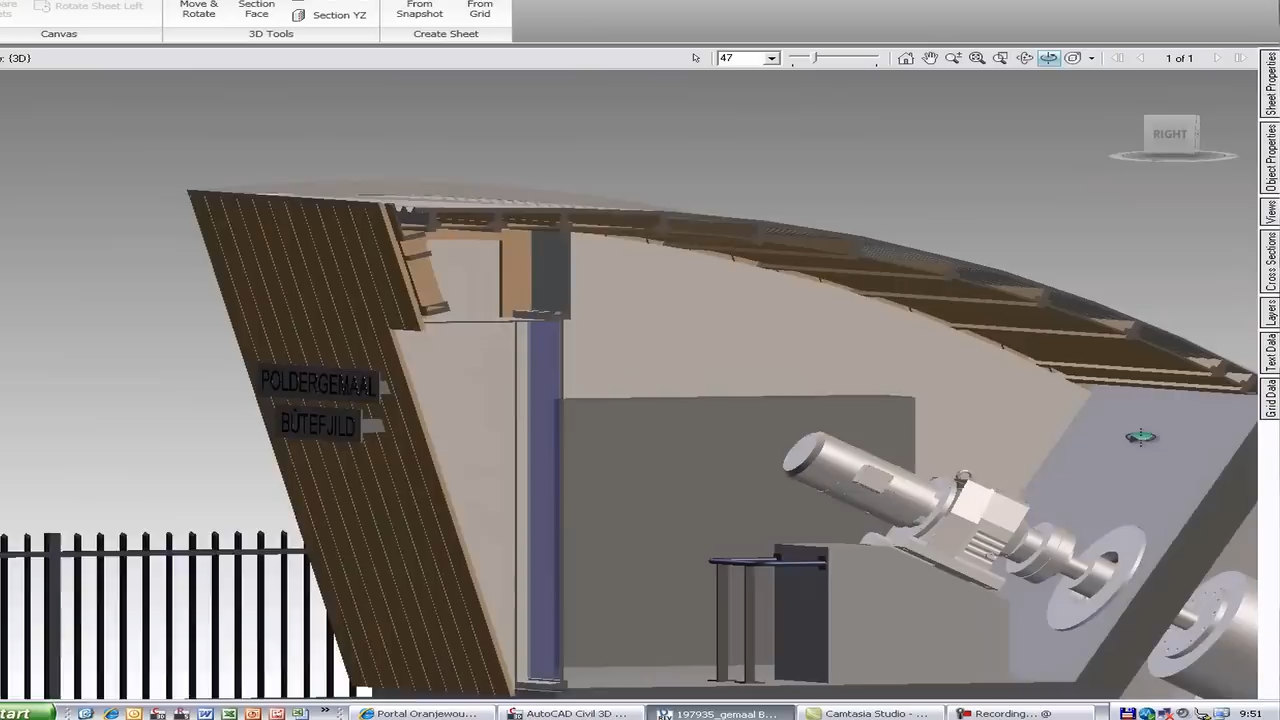 Rotate Sheet Left
Canvas
Move & Rotate
Section Face
Section YZ
3D Tools
From Snapshot
From Grid
Create Sheet
{3D}
47
1 of 1
Sheet Properties
Object Properties
Views
Cross Sections
Layers
Text Data
Grid Data
RIGHT
POLDERGEMAAL
BÛTEFJILD
Portal Oranjewou...
AutoCAD Civil 3D ...
197935_gemaal B...
Camtasia Studio - ...
Recording... @
9:51